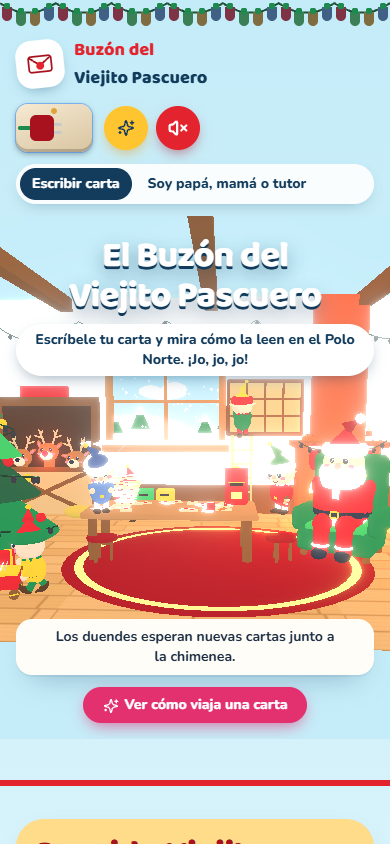 Buzón del
Viejito Pascuero
Escribir carta
Soy papá, mamá o tutor
El Buzón del
Viejito Pascuero
Escríbele tu carta y mira cómo la leen en el Polo
Norte. ¡Jo, jo, jo!
Los duendes esperan nuevas cartas junto a
la chimenea.
Ver cómo viaja una carta